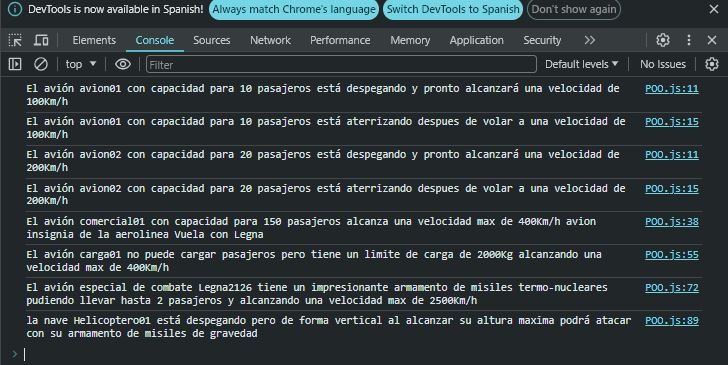 DevTools is now available in Spanish! Always match Chrome's language Switch DevTools to Spanish Don't show again
Elements Console Sources Network Performance Memory Application Security
top Filter Default levels No Issues
El avión avion01 con capacidad para 10 pasajeros está despegando y pronto alcanzará una velocidad de POO.js:11
100Km/h
El avión avion01 con capacidad para 10 pasajeros está aterrizando despues de volar a una velocidad de POO.js:15
100Km/h
El avión avion02 con capacidad para 20 pasajeros está despegando y pronto alcanzará una velocidad de POO.js:11
200Km/h
El avión avion02 con capacidad para 20 pasajeros está aterrizando despues de volar a una velocidad de POO.js:15
200Km/h
El avión comercial01 con capacidad para 150 pasajeros alcanza una velocidad max de 400Km/h avion POO.js:38
insignia de la aerolinea Vuela con Legna
El avión carga01 no puede cargar pasajeros pero tiene un limite de carga de 2000Kg alcanzando una POO.js:55
velocidad max de 400Km/h
El avión especial de combate Legna2126 tiene un impresionante armamento de misiles termo-nucleares POO.js:72
pudiendo llevar hasta 2 pasajeros y alcanzando una velocidad max de 2500Km/h
la nave Helicoptero01 está despegando pero de forma vertical al alcanzar su altura maxima podrá atacar POO.js:89
con su armamento de misiles de gravedad